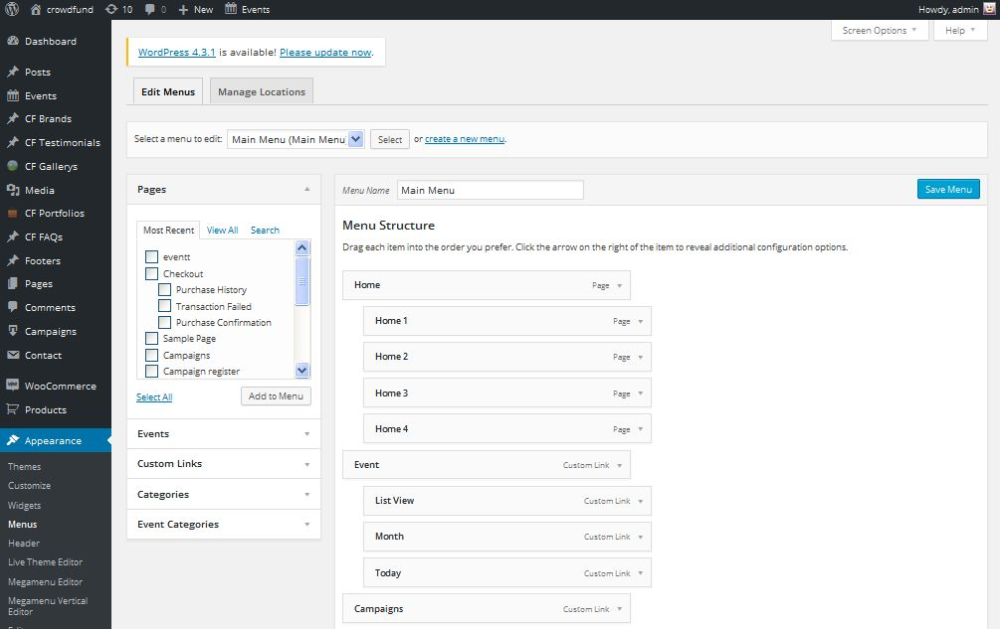 crowdfund 10 0 New Events Howdy, admin
Screen Options Help
Dashboard
Posts
Events
CF Brands
CF Testimonials
CF Gallerys
Media
CF Portfolios
CF FAQs
Footers
Pages
Comments
Campaigns
Contact
WooCommerce
Products
Appearance
Themes
Customize
Widgets
Menus
Header
Live Theme Editor
Megamenu Editor
Megamenu Vertical
Editor
WordPress 4.3.1 is available! Please update now.
Edit Menus Manage Locations
Select a menu to edit: Main Menu (Main Menu Select or create a new menu.
Pages
Most Recent View All Search
eventt
Checkout
Purchase History
Transaction Failed
Purchase Confirmation
Sample Page
Campaigns
Campaign register
Select All Add to Menu
Events
Custom Links
Categories
Event Categories
Menu Name Main Menu Save Menu
Menu Structure
Drag each item into the order you prefer. Click the arrow on the right of the item to reveal additional configuration options.
Home Page
Home 1 Page
Home 2 Page
Home 3 Page
Home 4 Page
Event Custom Link
List View Custom Link
Month Custom Link
Today Custom Link
Campaigns Custom Link